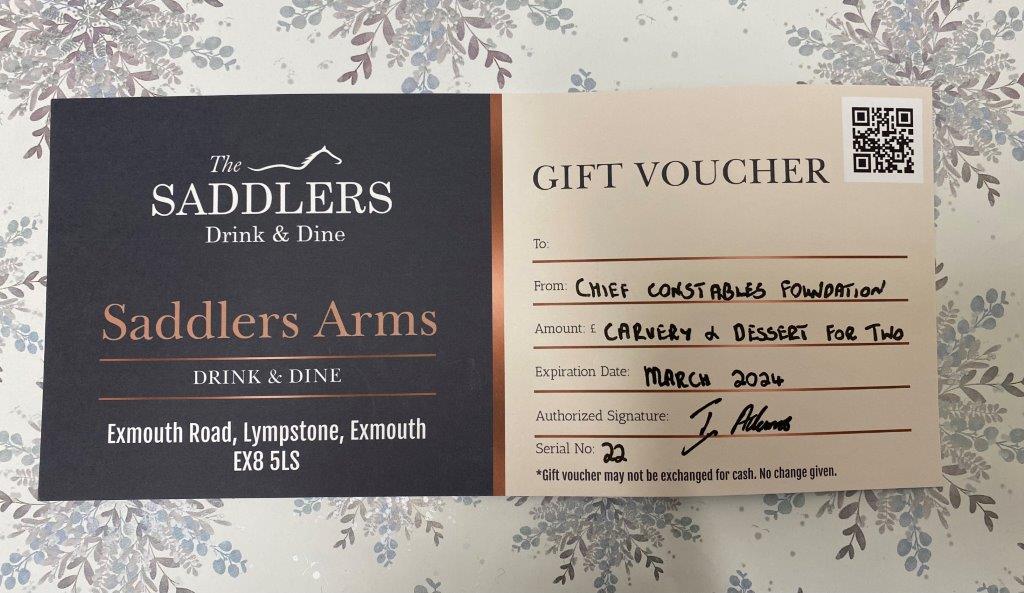 The
SADDLERS
Drink & Dine
Saddlers Arms
DRINK & DINE
Exmouth Road, Lympstone, Exmouth
EX8 5LS
GIFT VOUCHER
To:
From: CHIEF CONSTABLES FOUNDATION
Amount: £ CARVERY & DESSERT FOR TWO
Expiration Date: MARCH 2024
Authorized Signature: I Adams
Serial No: 22
*Gift voucher may not be exchanged for cash. No change given.